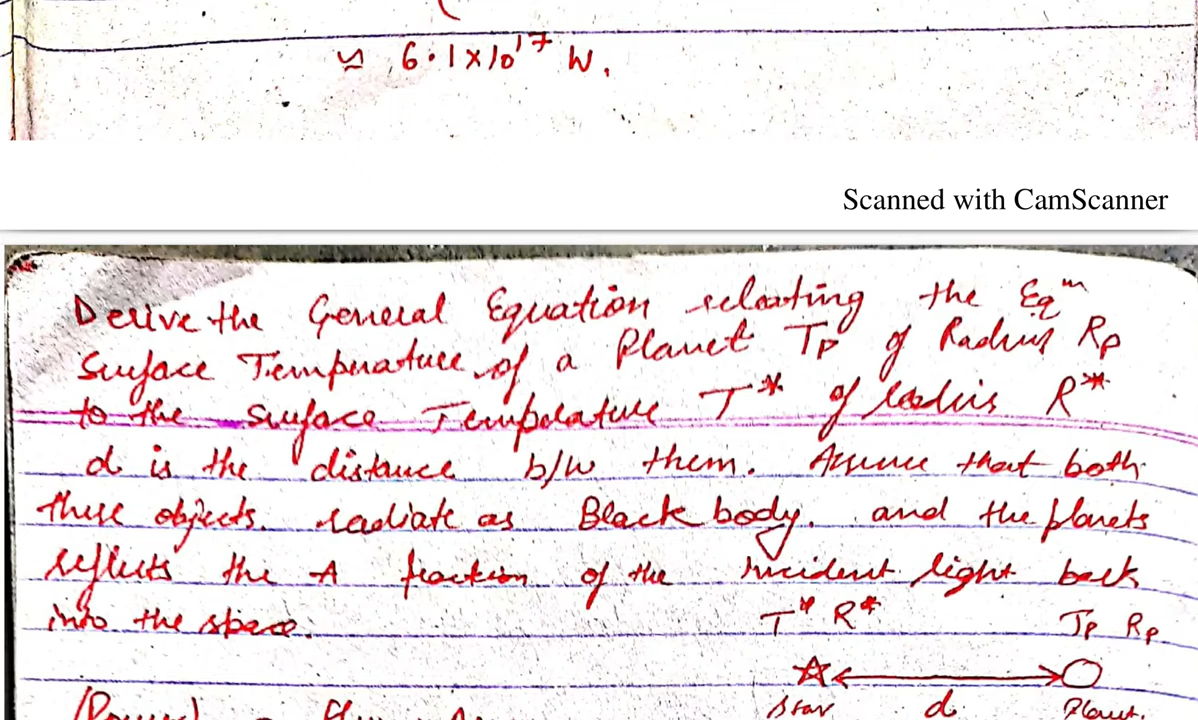 ≈ 6.1 x 10¹⁷ W.
Scanned with CamScanner
Derive the General Equation relating the Eqᵐ
Surface Temperature of a Planet Tp of Radius Rp
to the surface Temperature T* of radius R*
d is the distance b/w them. Assume that both
these objects. radiate as Black body. and the planets
reflects the A fraction of the incident light back
into the space.
T* R* Tp Rp
Star d Planet.
(Power) =